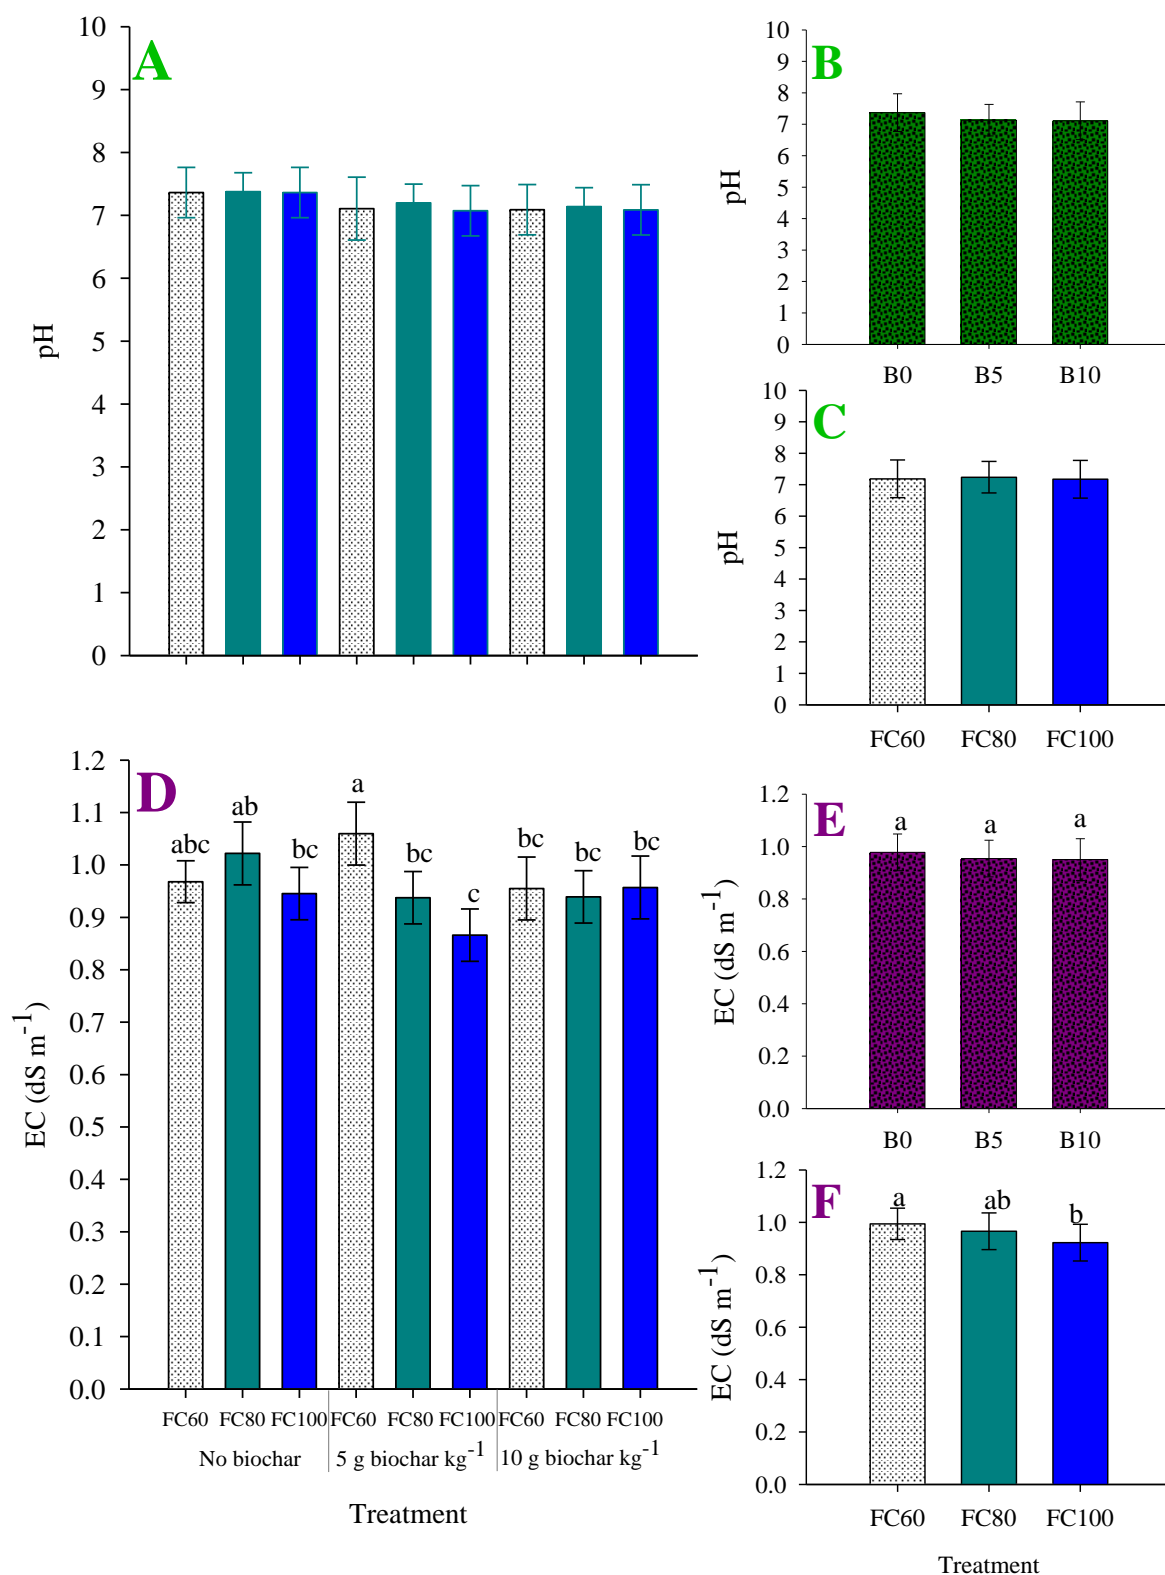 A
10
9
8
7
6
5
4
3
2
1
0
pH
B
10
9
8
7
6
5
4
3
2
1
0
pH
B0 B5 B10
C
10
9
8
7
6
5
4
3
2
1
0
pH
FC60 FC80 FC100
D
1.2
1.1
1.0
0.9
0.8
0.7
0.6
0.5
0.4
0.3
0.2
0.1
0.0
EC (dS m-1)
abc ab bc a bc c bc bc bc
FC60 FC80 FC100 FC60 FC80 FC100 FC60 FC80 FC100
No biochar 5 g biochar kg-1 10 g biochar kg-1
Treatment
E
1.2
1.0
0.8
0.6
0.4
0.2
0.0
EC (dS m-1)
a a a
B0 B5 B10
F
1.2
1.0
0.8
0.6
0.4
0.2
0.0
EC (dS m-1)
a ab b
FC60 FC80 FC100
Treatment